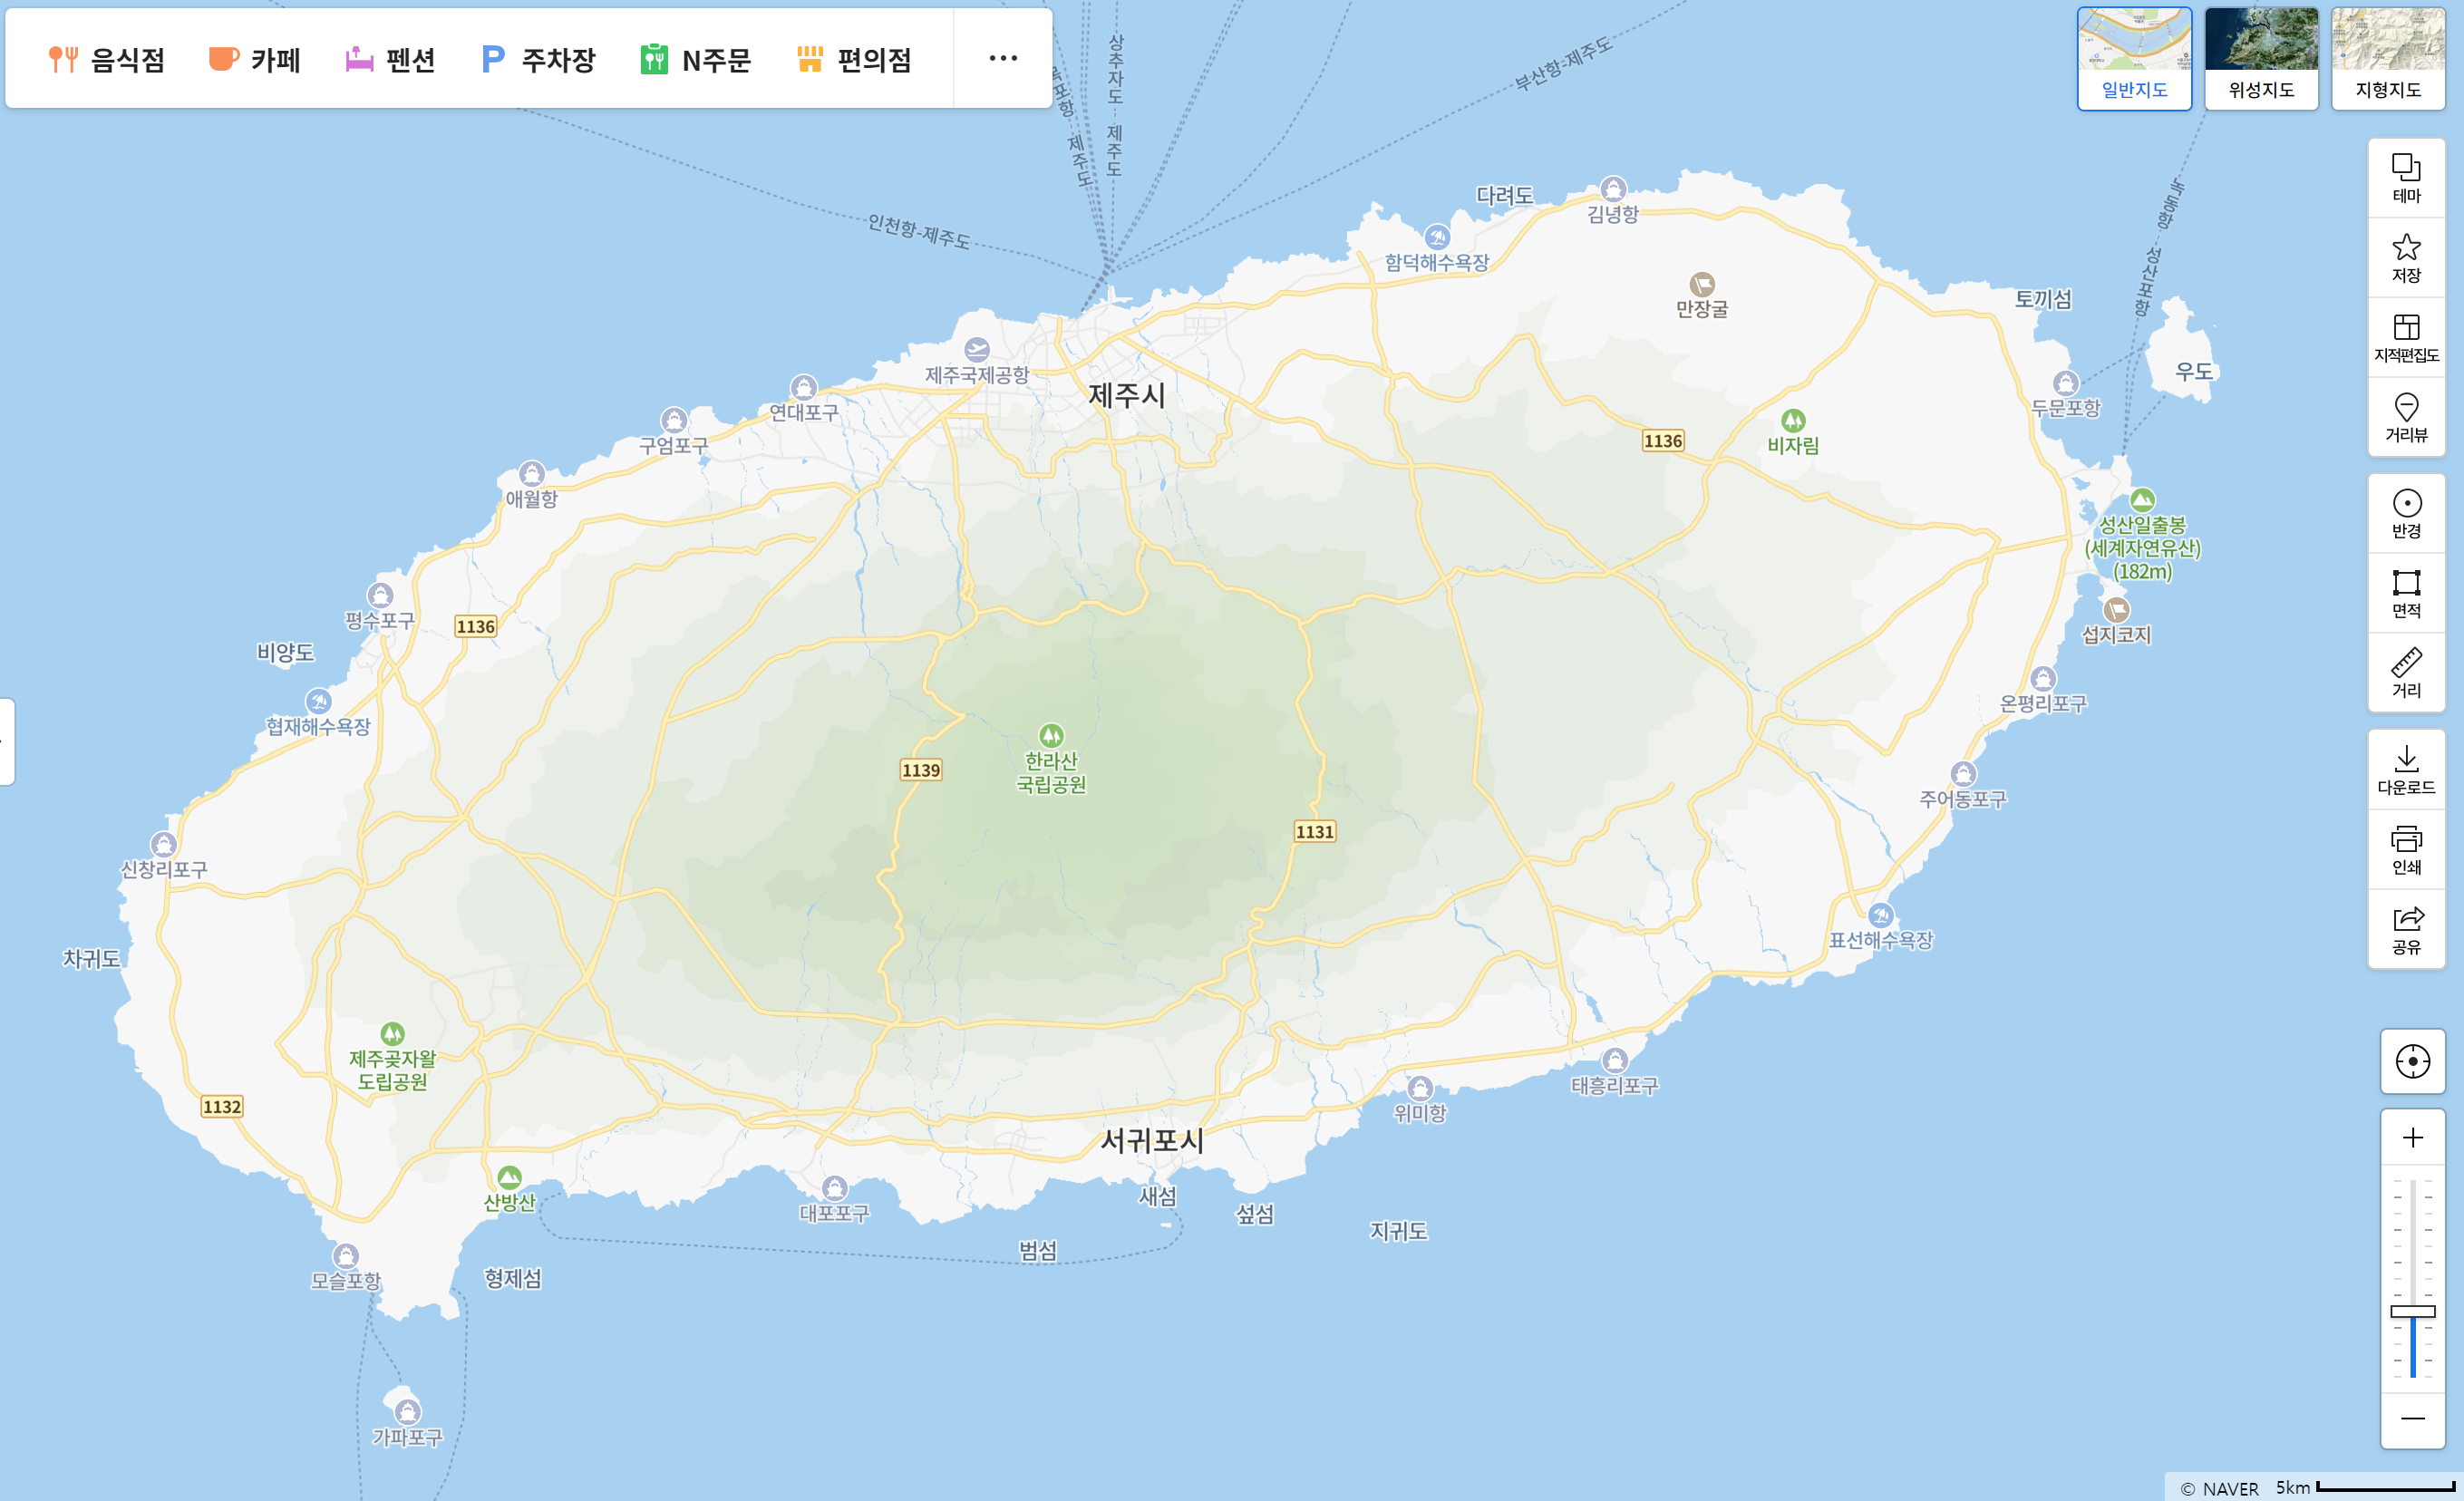 음식점
카페
펜션
P 주차장
N주문
편의점
일반지도
위성지도
지형지도
목포항-제주도
상추자도-제주도
부산항-제주도
인천항-제주도
녹동항-성산포항
다려도
김녕항
함덕해수욕장
만장굴
토끼섬
우도
두문포항
제주국제공항
제주시
연대포구
구엄포구
애월항
1136
비자림
성산일출봉
(세계자연유산)
(182m)
섭지코지
평수포구
1136
비양도
협재해수욕장
온평리포구
한라산
국립공원
1139
주어동포구
1131
신창리포구
차귀도
표선해수욕장
제주곶자왈
도립공원
1132
태흥리포구
위미항
서귀포시
산방산
대포포구
새섬
섶섬
지귀도
범섬
형제섬
모슬포항
가파포구
테마
저장
지적편집도
거리뷰
반경
면적
거리
다운로드
인쇄
공유
© NAVER 5km